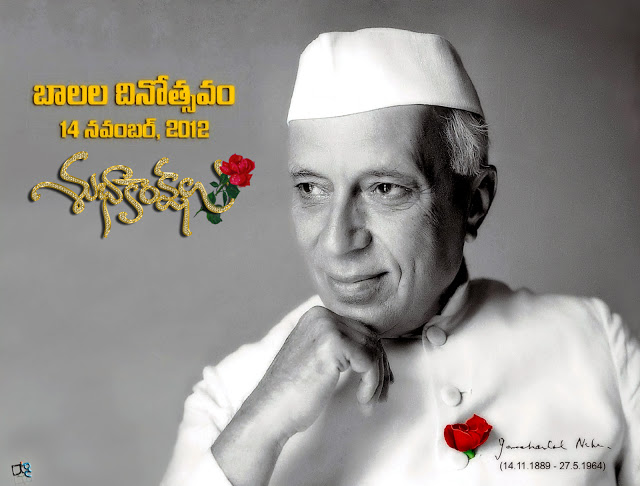 బాలల దినోత్సవం
14 నవంబర్, 2012
శుభాకాంక్షలు
Jawaharlal Nehru
(14.11.1889 - 27.5.1964)